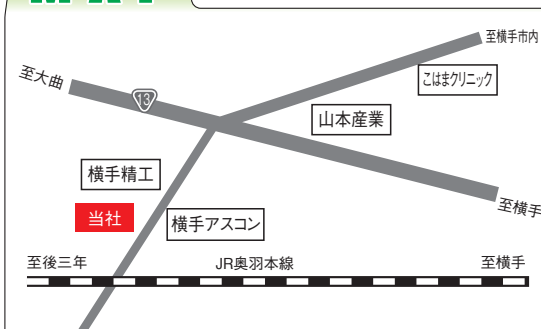 至横手市内
至大曲
こはまクリニック
13
山本産業
横手精工
至横手
当社
横手アスコン
至後三年
JR奥羽本線
至横手